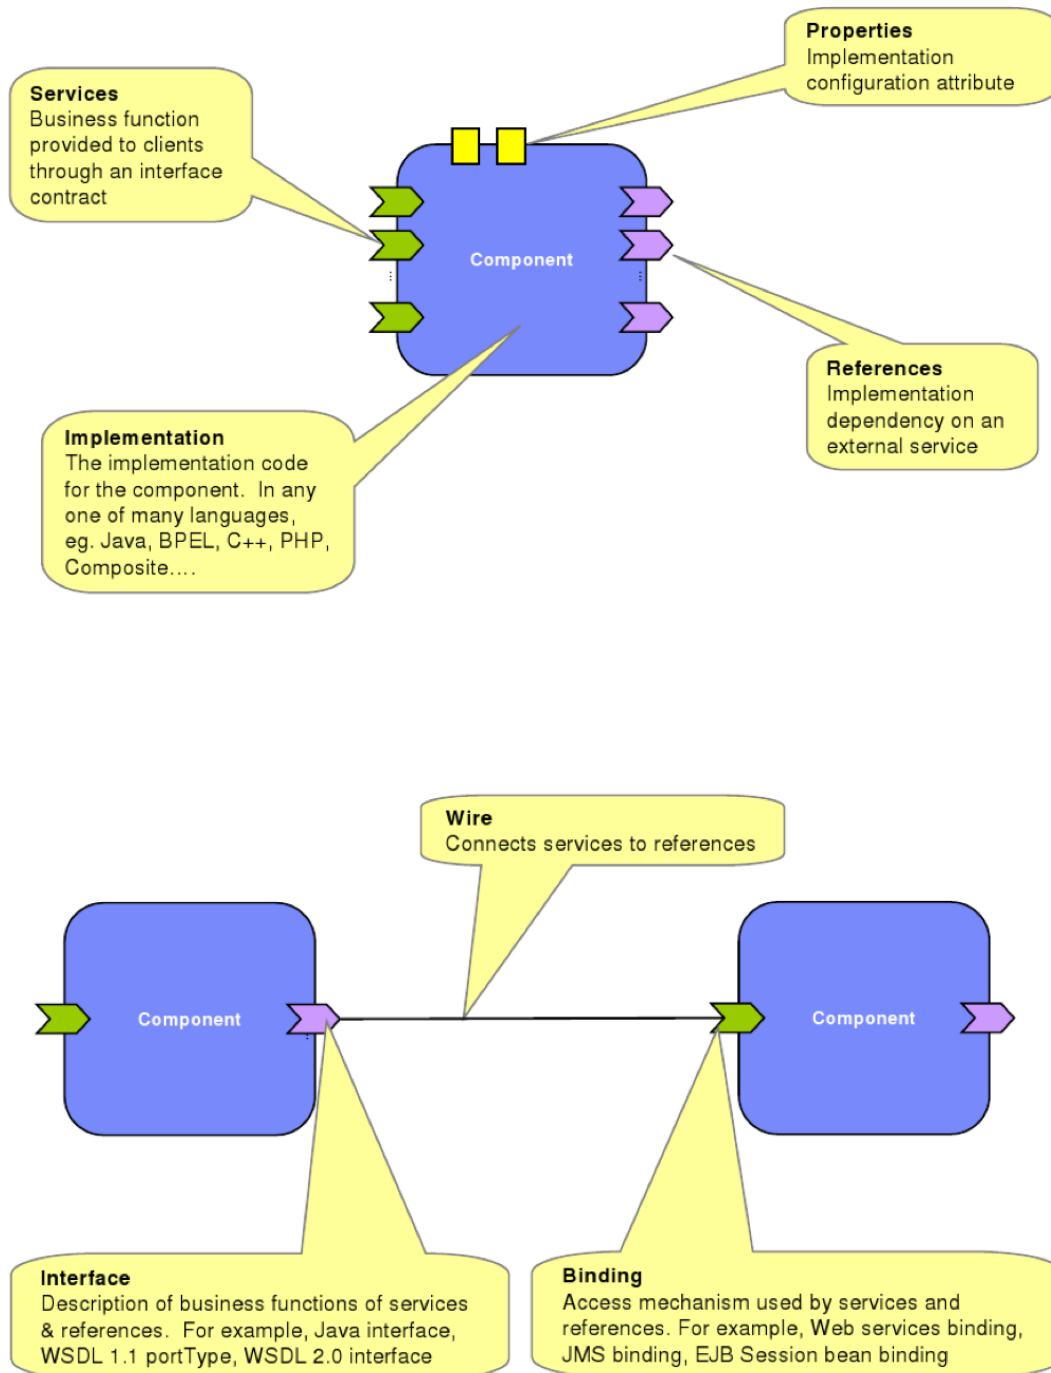 Properties
Implementation
configuration attribute
Services
Business function
provided to clients
through an interface
contract
Component
References
Implementation
dependency on an
external service
Implementation
The implementation code
for the component.  In any
one of many languages,
eg. Java, BPEL, C++, PHP,
Composite....
Wire
Connects services to references
Component
Component
Interface
Description of business functions of services
& references.  For example, Java interface,
WSDL 1.1 portType, WSDL 2.0 interface
Binding
Access mechanism used by services and
references. For example, Web services binding,
JMS binding, EJB Session bean binding